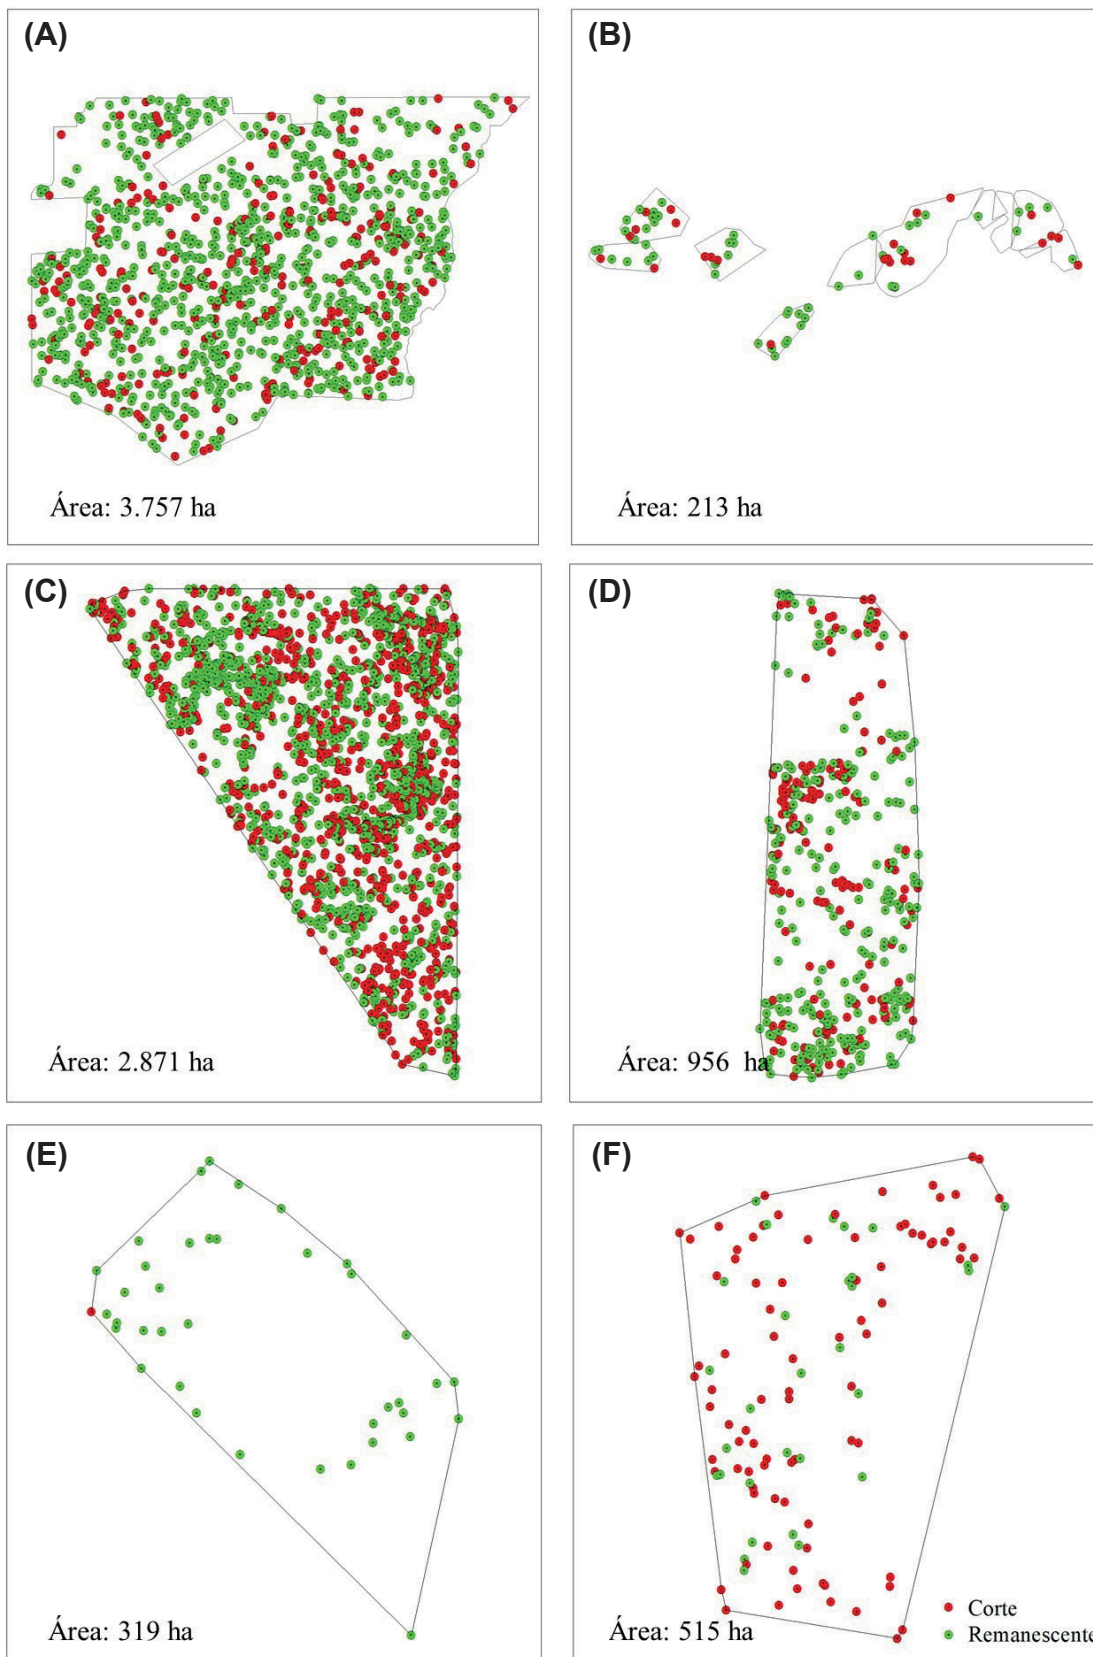 (A)
Área: 3.757 ha
(B)
Área: 213 ha
(C)
Área: 2.871 ha
(D)
Área: 956 ha
(E)
Área: 319 ha
(F)
Área: 515 ha
Corte
Remanescente